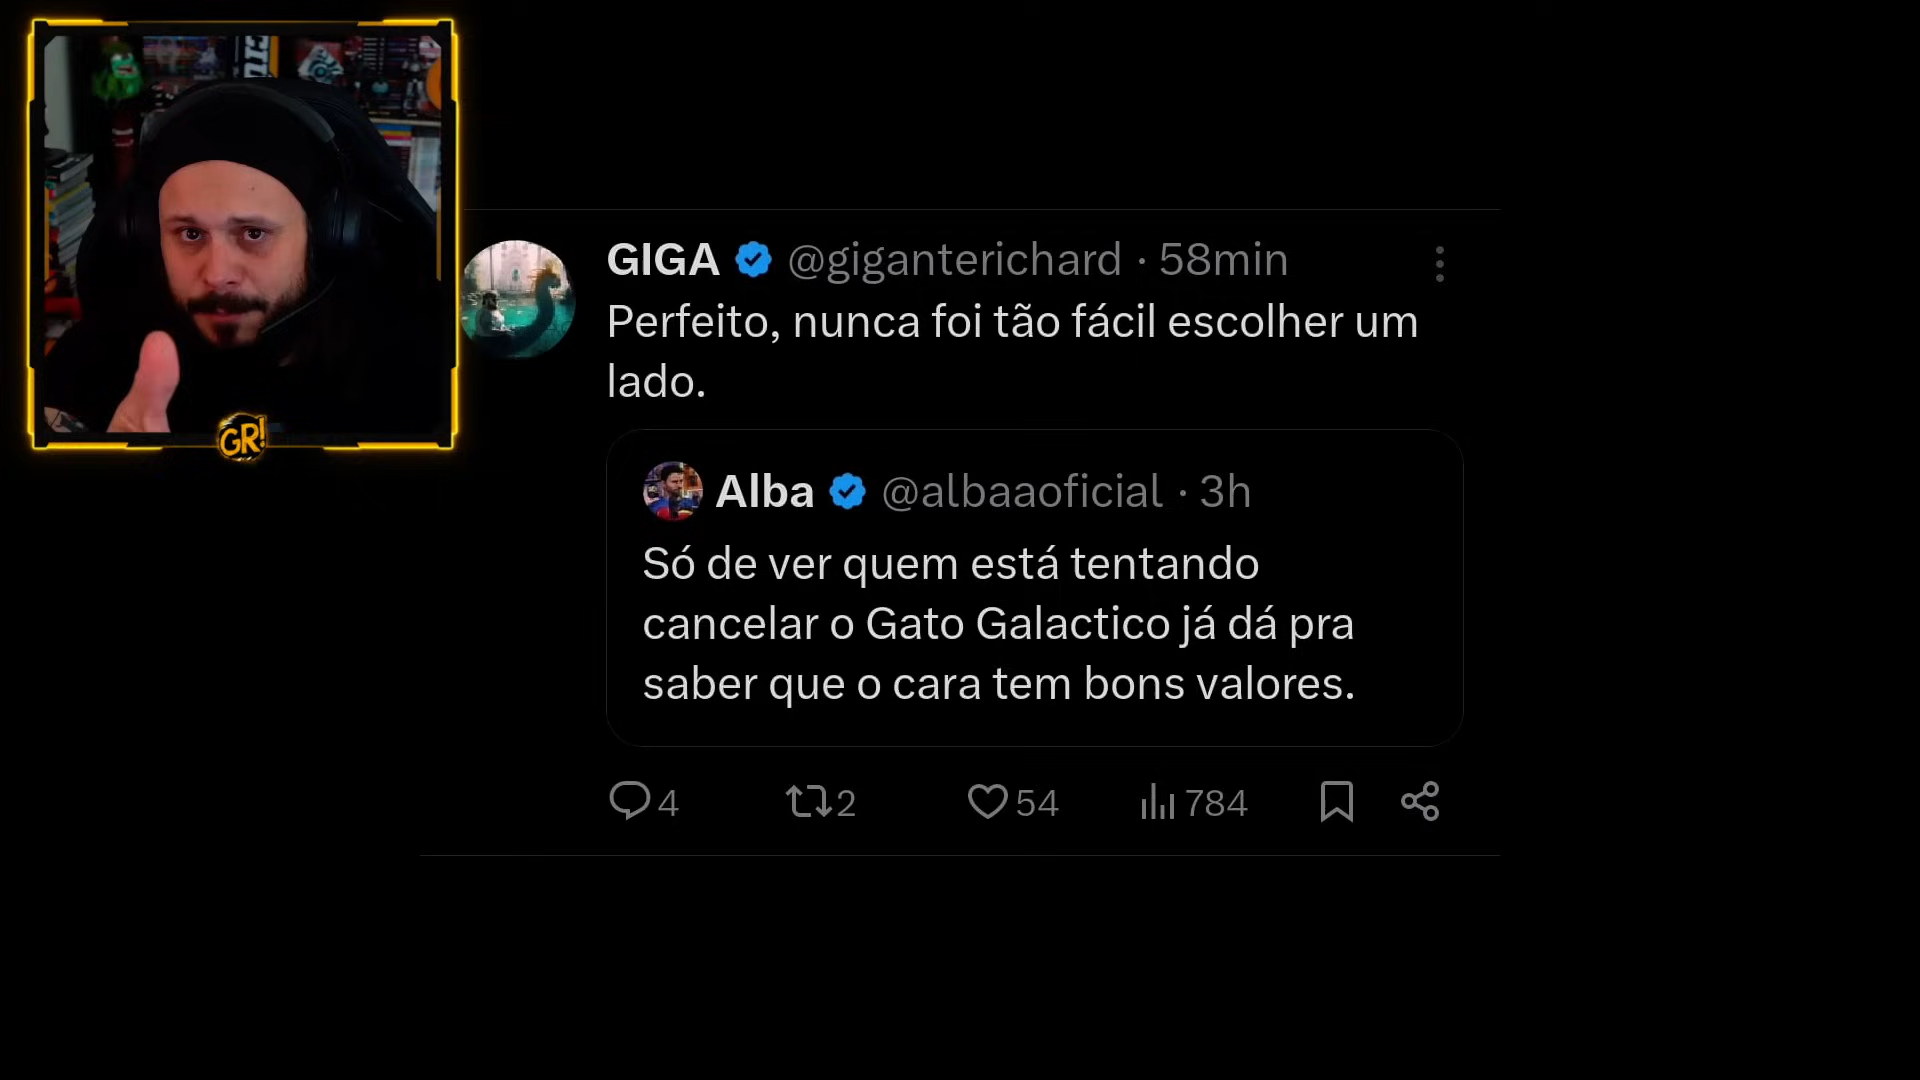 GR!
GIGA @giganterichard · 58min
Perfeito, nunca foi tão fácil escolher um
lado.
Alba @albaaoficial · 3h
Só de ver quem está tentando
cancelar o Gato Galactico já dá pra
saber que o cara tem bons valores.
4 2 54 784